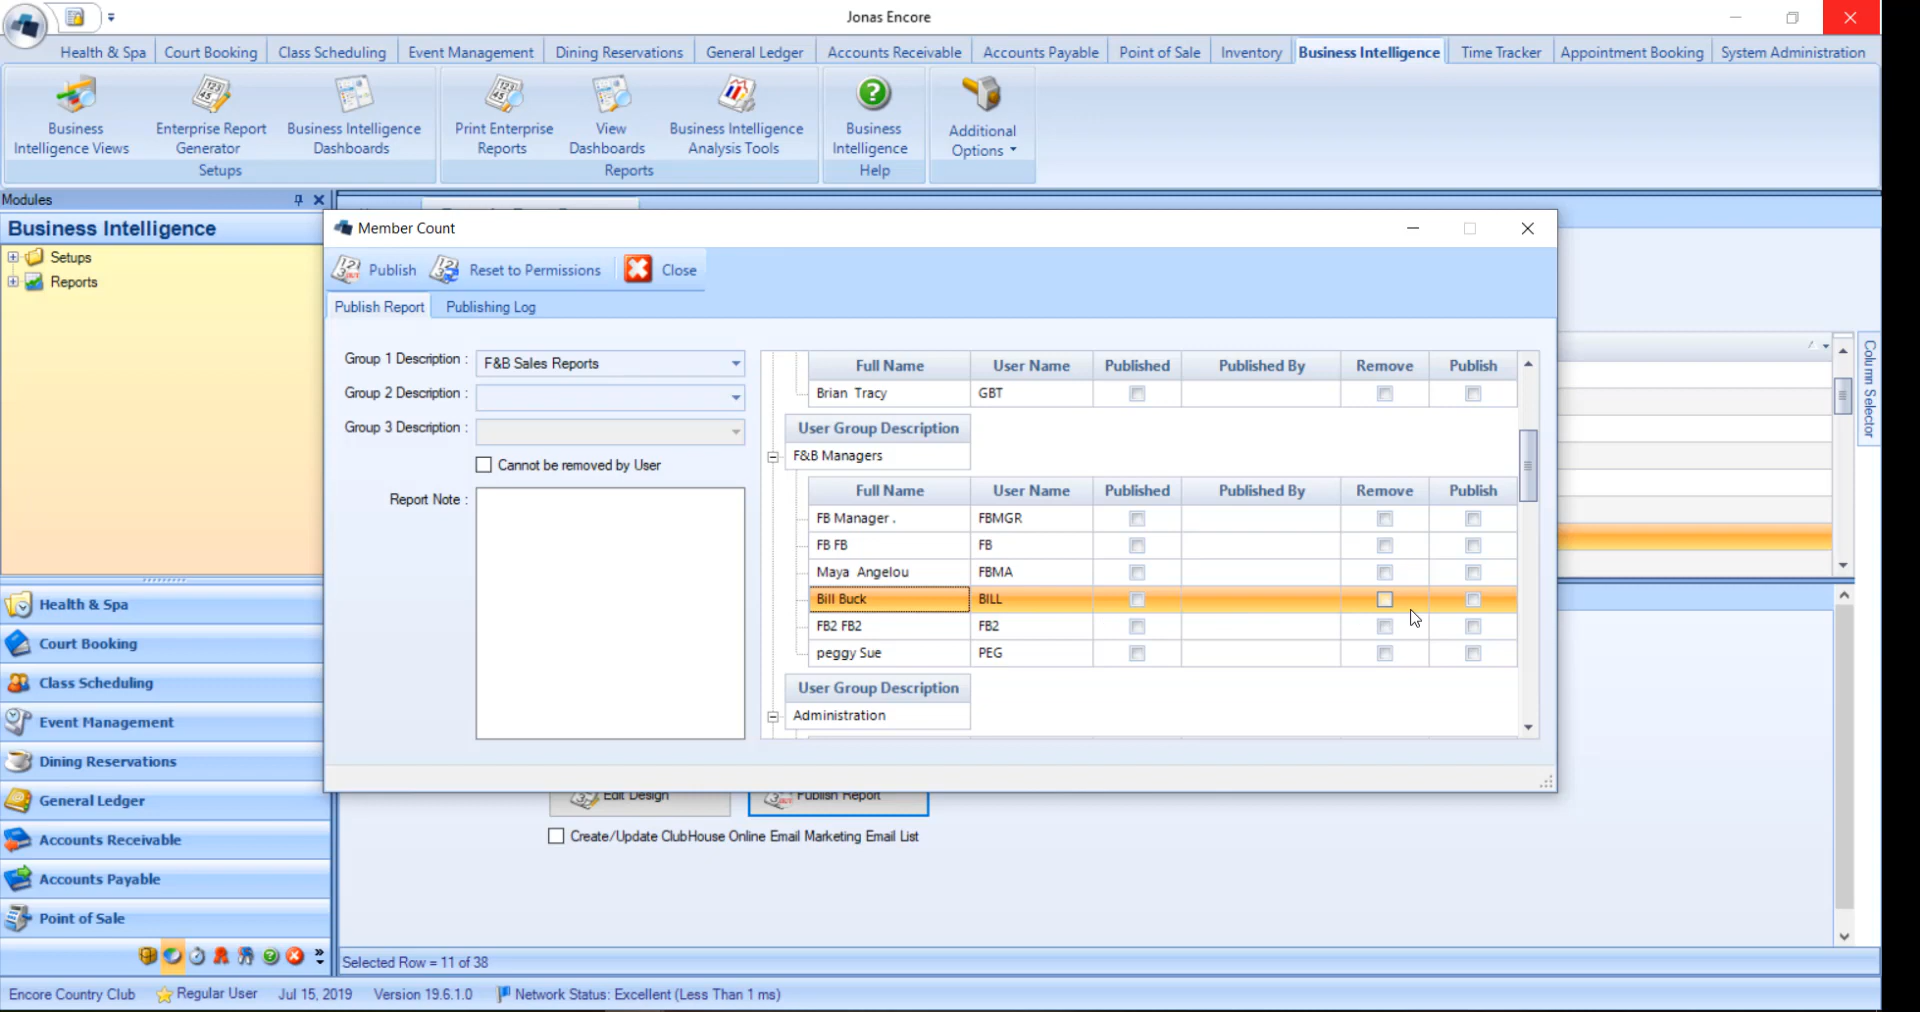 Jonas Encore
Health & Spa
Court Booking
Class Scheduling
Event Management
Dining Reservations
General Ledger
Accounts Receivable
Accounts Payable
Point of Sale
Inventory
Business Intelligence
Time Tracker
Appointment Booking
System Administration
Business Intelligence Views
Enterprise Report Generator
Business Intelligence Dashboards
Setups
Print Enterprise Reports
View Dashboards
Business Intelligence Analysis Tools
Reports
Business Intelligence
Help
Additional Options
Modules
Business Intelligence
Setups
Reports
Health & Spa
Court Booking
Class Scheduling
Event Management
Dining Reservations
General Ledger
Accounts Receivable
Accounts Payable
Point of Sale
Member Count
Publish
Reset to Permissions
Close
Publish Report
Publishing Log
Group 1 Description :
F&B Sales Reports
Group 2 Description :
Group 3 Description :
Cannot be removed by User
Report Note :
Full Name User Name Published Published By Remove Publish
Brian Tracy GBT
User Group Description
F&B Managers
Full Name User Name Published Published By Remove Publish
FB Manager . FBMGR
FB FB FB
Maya Angelou FBMA
Bill Buck BILL
FB2 FB2 FB2
peggy Sue PEG
User Group Description
Administration
Column Selector
Edit Design
Publish Report
Create/Update ClubHouse Online Email Marketing Email List
Selected Row = 11 of 38
Encore Country Club
Regular User
Jul 15, 2019
Version 19.6.1.0
Network Status: Excellent (Less Than 1 ms)